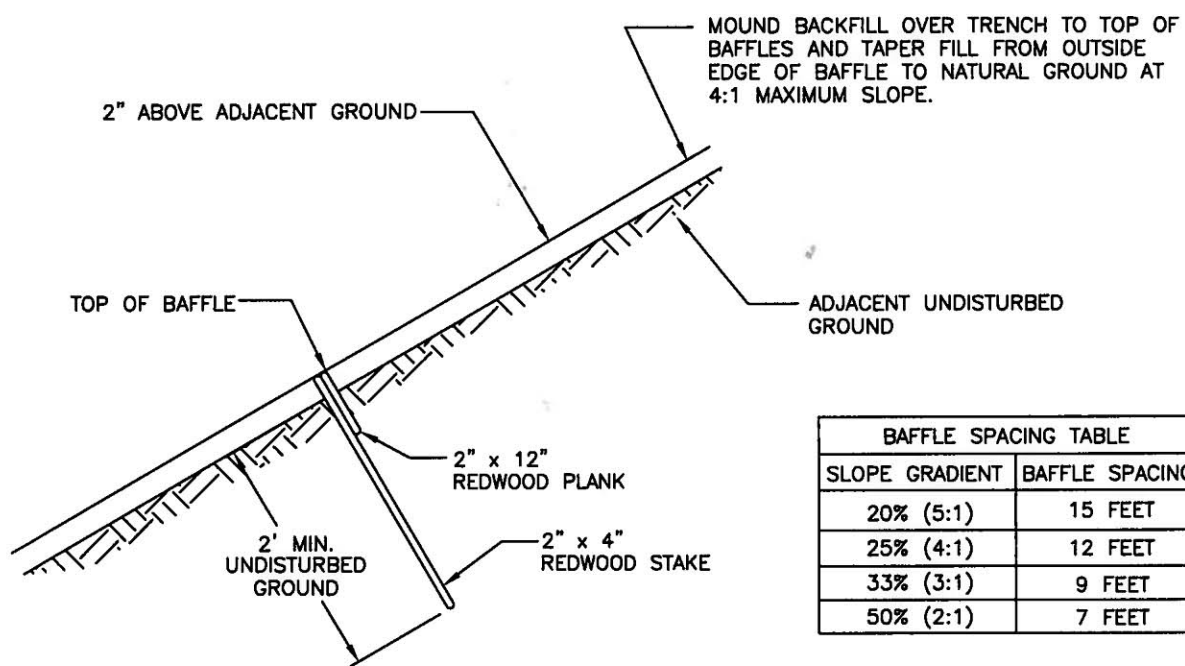 MOUND BACKFILL OVER TRENCH TO TOP OF
BAFFLES AND TAPER FILL FROM OUTSIDE
EDGE OF BAFFLE TO NATURAL GROUND AT
4:1 MAXIMUM SLOPE.
2" ABOVE ADJACENT GROUND
TOP OF BAFFLE
ADJACENT UNDISTURBED
GROUND
2" x 12"
REDWOOD PLANK
2' MIN.
UNDISTURBED
GROUND
2" x 4"
REDWOOD STAKE
BAFFLE SPACING TABLE
SLOPE GRADIENT BAFFLE SPACING
20% (5:1) 15 FEET
25% (4:1) 12 FEET
33% (3:1) 9 FEET
50% (2:1) 7 FEET